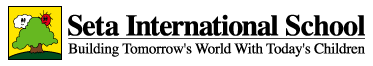 Seta International School
Building Tomorrow's World With Today's Children